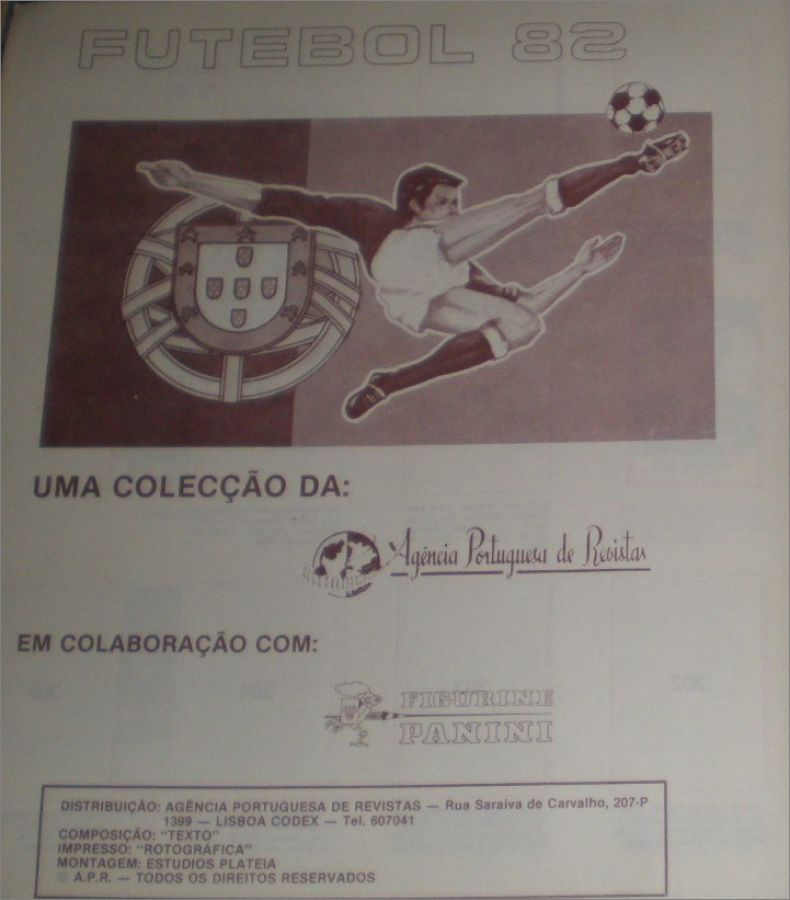 FUTEBOL 82
UMA COLECÇÃO DA:
Agência Portuguesa de Revistas
EM COLABORAÇÃO COM:
FIGURINE
PANINI
DISTRIBUIÇÃO: AGÊNCIA PORTUGUESA DE REVISTAS — Rua Saraiva de Carvalho, 207-P
1399 — LISBOA CODEX — Tel. 607041
COMPOSIÇÃO: "TEXTO"
IMPRESSO: "ROTOGRÁFICA"
MONTAGEM: ESTUDIOS PLATEIA
© A.P.R. — TODOS OS DIREITOS RESERVADOS